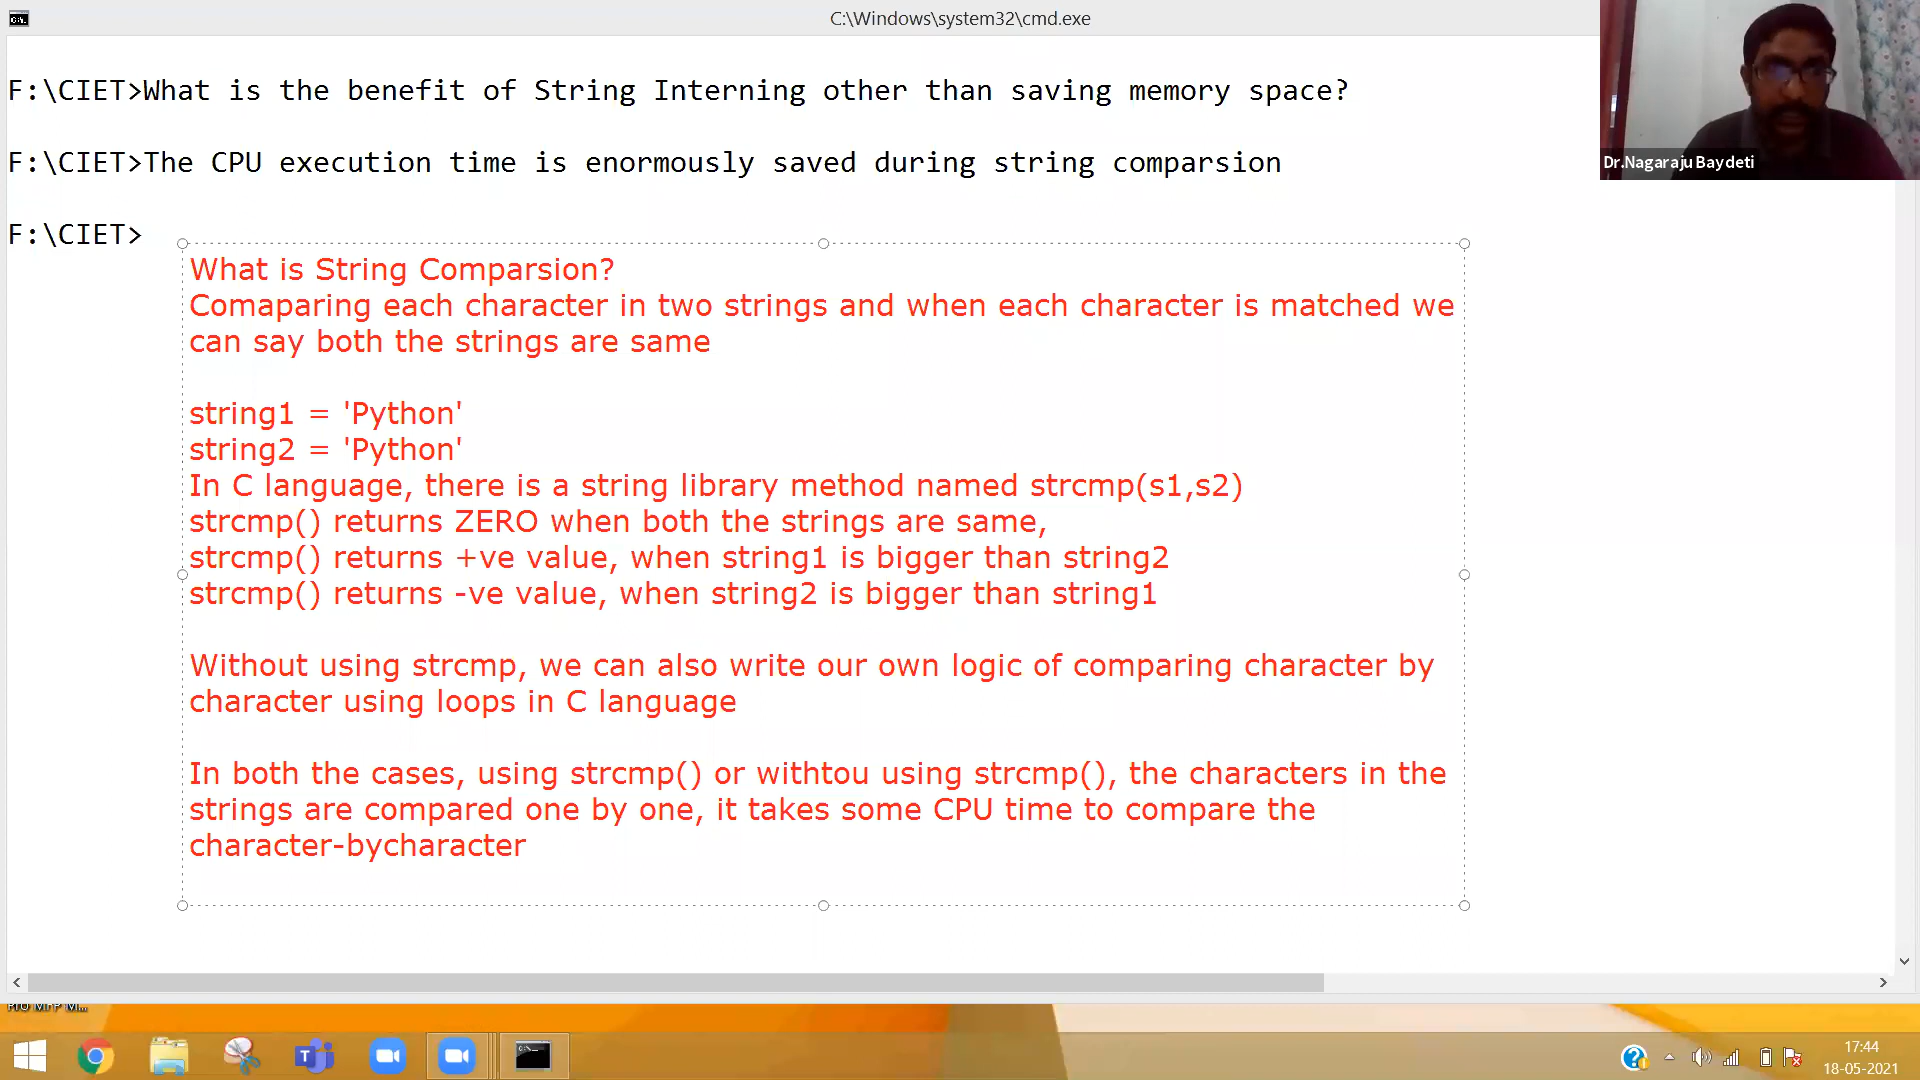 C:\Windows\system32\cmd.exe
F:\CIET>What is the benefit of String Interning other than saving memory space?
Dr.Nagaraju Baydeti
F:\CIET>The CPU execution time is enormously saved during string comparsion
F:\CIET>
What is String Comparsion?
Comaparing each character in two strings and when each character is matched we
can say both the strings are same
string1 = 'Python'
string2 = 'Python'
In C language, there is a string library method named strcmp(s1,s2)
strcmp() returns ZERO when both the strings are same,
strcmp() returns +ve value, when string1 is bigger than string2
strcmp() returns -ve value, when string2 is bigger than string1
Without using strcmp, we can also write our own logic of comparing character by
character using loops in C language
In both the cases, using strcmp() or withtou using strcmp(), the characters in the
strings are compared one by one, it takes some CPU time to compare the
character-bycharacter
17:44
18-05-2021